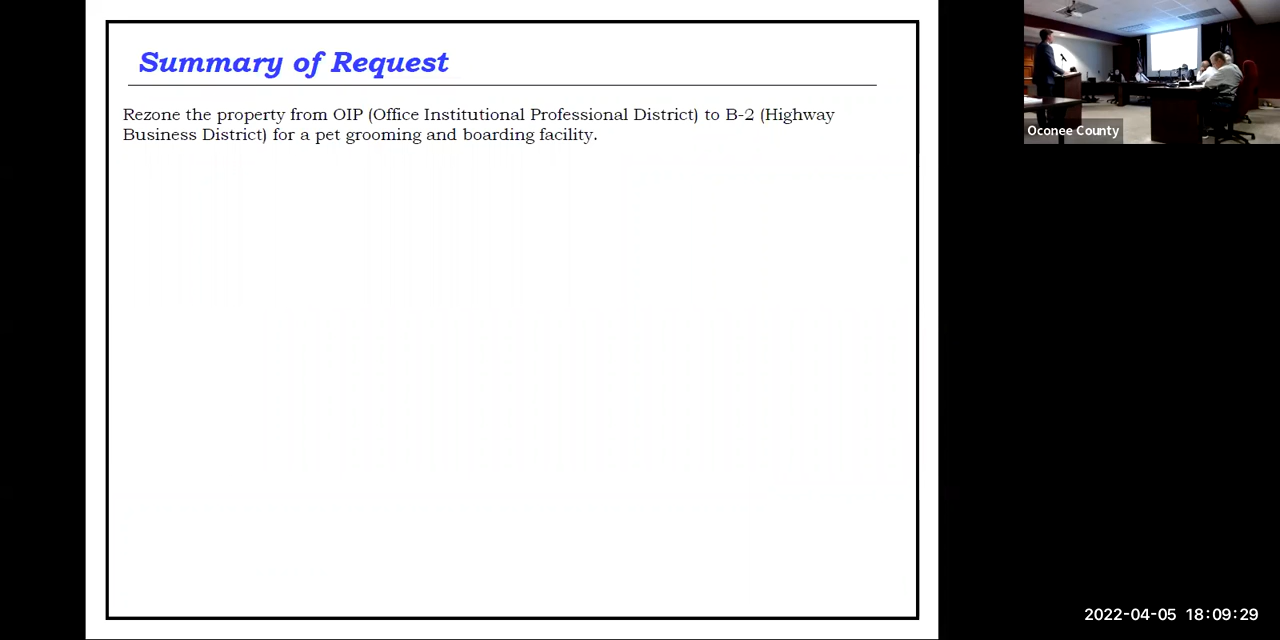 Summary of Request
Rezone the property from OIP (Office Institutional Professional District) to B-2 (Highway
Business District) for a pet grooming and boarding facility.
Oconee County
2022-04-05 18:09:29